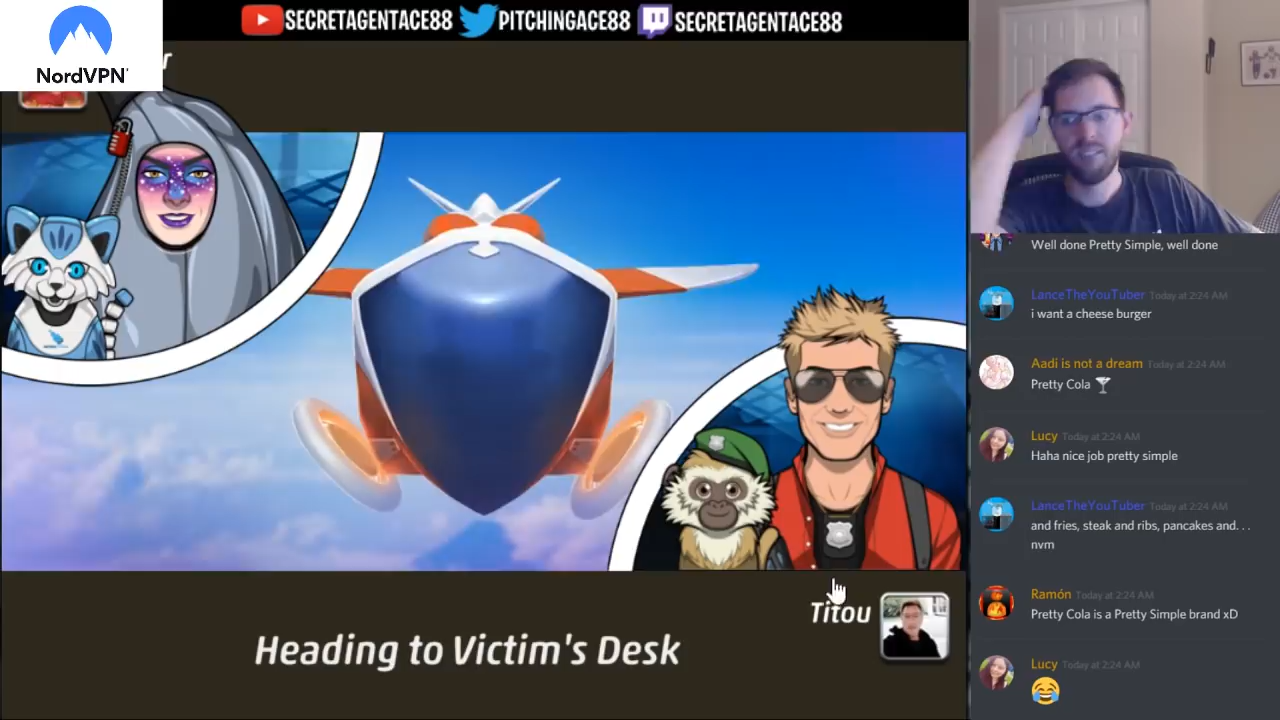 SECRETAGENTACE88 PITCHINGACE88 SECRETAGENTACE88
NordVPN
Titou
Heading to Victim's Desk
Well done Pretty Simple, well done
LanceTheYouTuber Today at 2:24 AM
i want a cheese burger
Aadi is not a dream Today at 2:24 AM
Pretty Cola 🍸
Lucy Today at 2:24 AM
Haha nice job pretty simple
LanceTheYouTuber Today at 2:24 AM
and fries, steak and ribs, pancakes and. . .
nvm
Ramón Today at 2:24 AM
Pretty Cola is a Pretty Simple brand xD
Lucy Today at 2:24 AM
😂